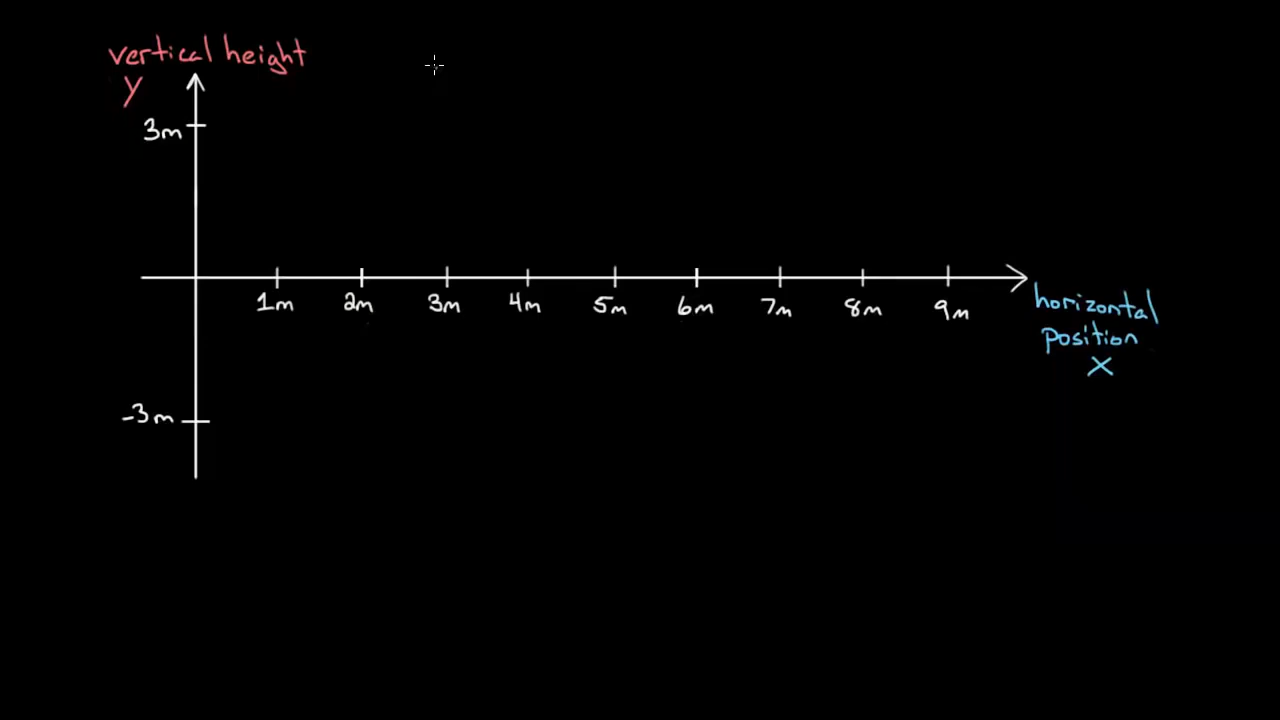 vertical height
y
3m
1m 2m 3m 4m 5m 6m 7m 8m 9m
horizontal
position
x
-3m